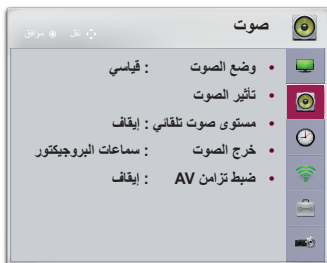 صوت
نقل موافق
وضع الصوت : قياسي
تأثير الصوت
مستوى صوت تلقائي : إيقاف
خرج الصوت : سماعات البروجيكتور
ضبط تزامن AV : إيقاف